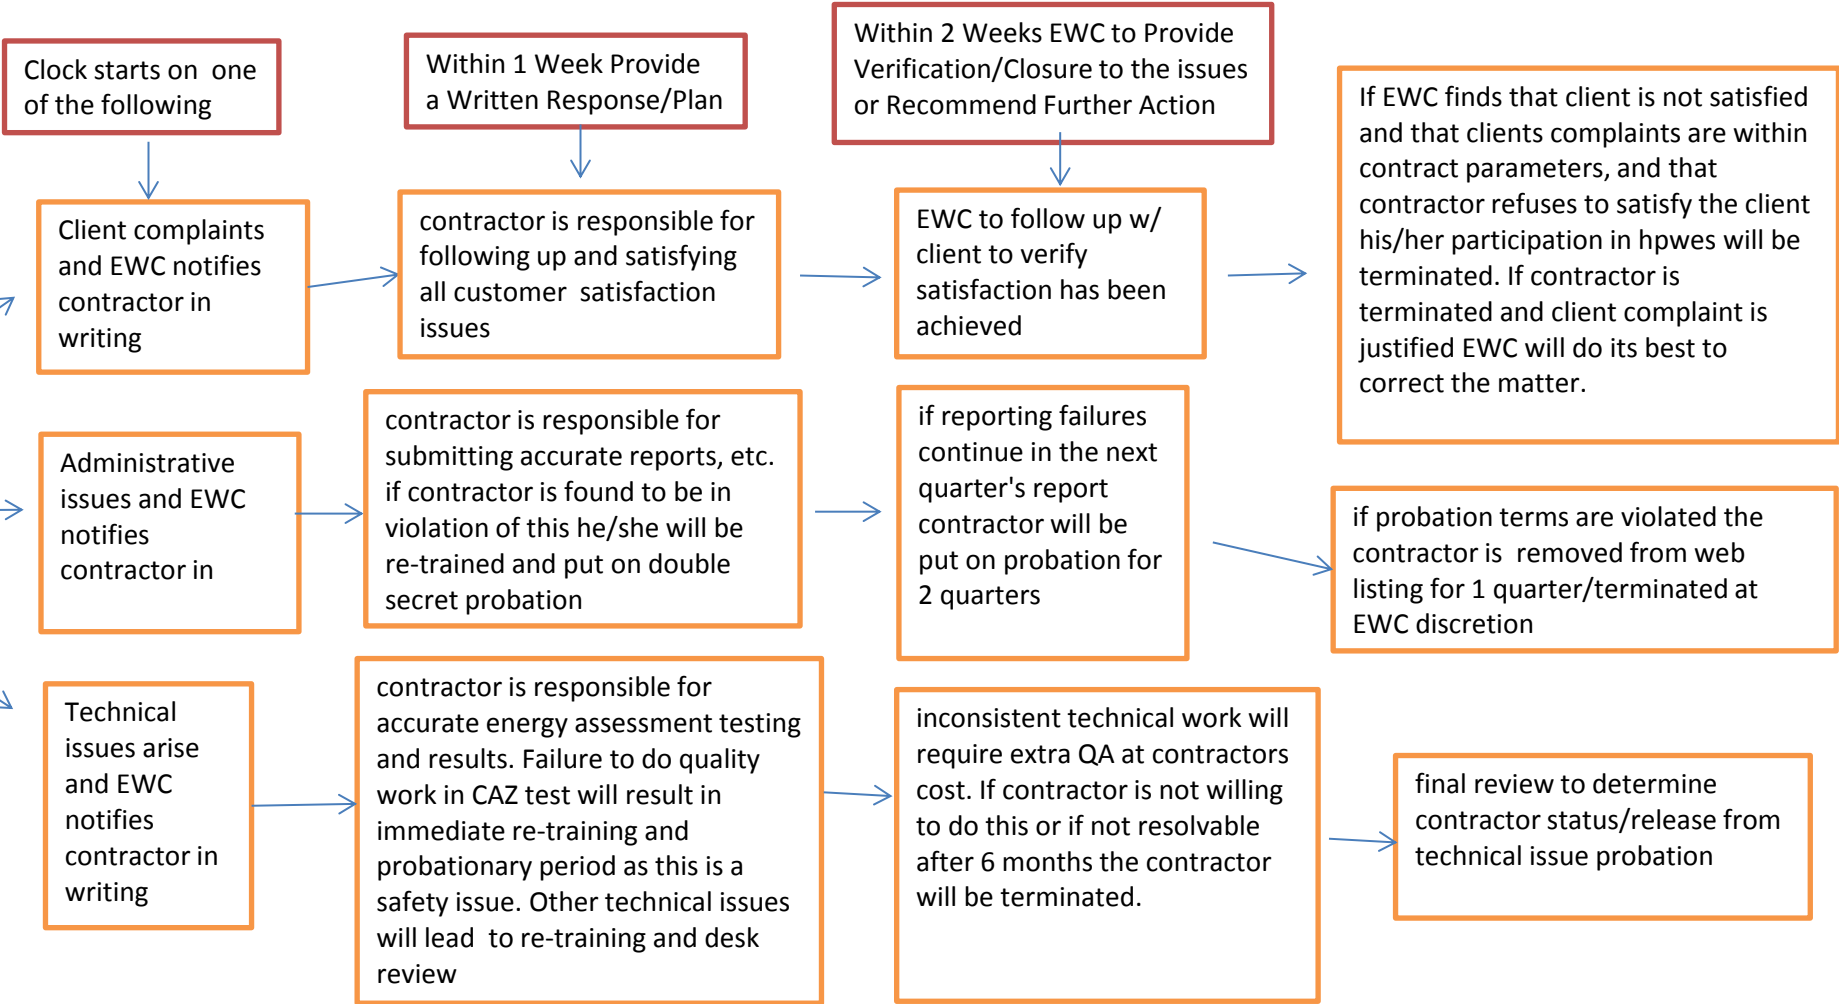 Clock starts on one
of the following
Within 1 Week Provide
a Written Response/Plan
Within 2 Weeks EWC to Provide
Verification/Closure to the issues
or Recommend Further Action
Client complaints
and EWC notifies
contractor in
writing
contractor is responsible for
following up and satisfying
all customer satisfaction
issues
EWC to follow up w/
client to verify
satisfaction has been
achieved
If EWC finds that client is not satisfied
and that clients complaints are within
contract parameters, and that
contractor refuses to satisfy the client
his/her participation in hpwes will be
terminated. If contractor is
terminated and client complaint is
justified EWC will do its best to
correct the matter.
Administrative
issues and EWC
notifies
contractor in
contractor is responsible for
submitting accurate reports, etc.
if contractor is found to be in
violation of this he/she will be
re-trained and put on double
secret probation
if reporting failures
continue in the next
quarter's report
contractor will be
put on probation for
2 quarters
if probation terms are violated the
contractor is removed from web
listing for 1 quarter/terminated at
EWC discretion
Technical
issues arise
and EWC
notifies
contractor in
writing
contractor is responsible for
accurate energy assessment testing
and results. Failure to do quality
work in CAZ test will result in
immediate re-training and
probationary period as this is a
safety issue. Other technical issues
will lead to re-training and desk
review
inconsistent technical work will
require extra QA at contractors
cost. If contractor is not willing
to do this or if not resolvable
after 6 months the contractor
will be terminated.
final review to determine
contractor status/release from
technical issue probation